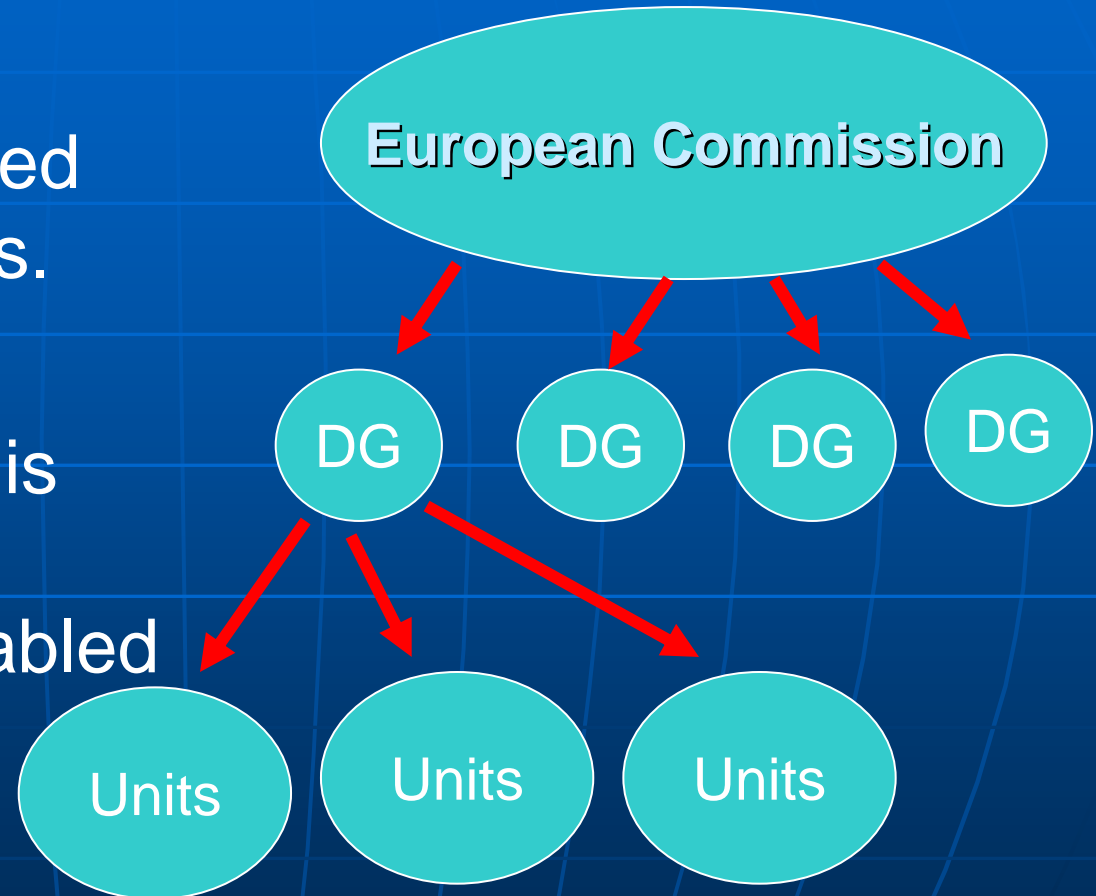 European Commission
ed
s.
DG DG DG DG
is
abled
Units Units Units